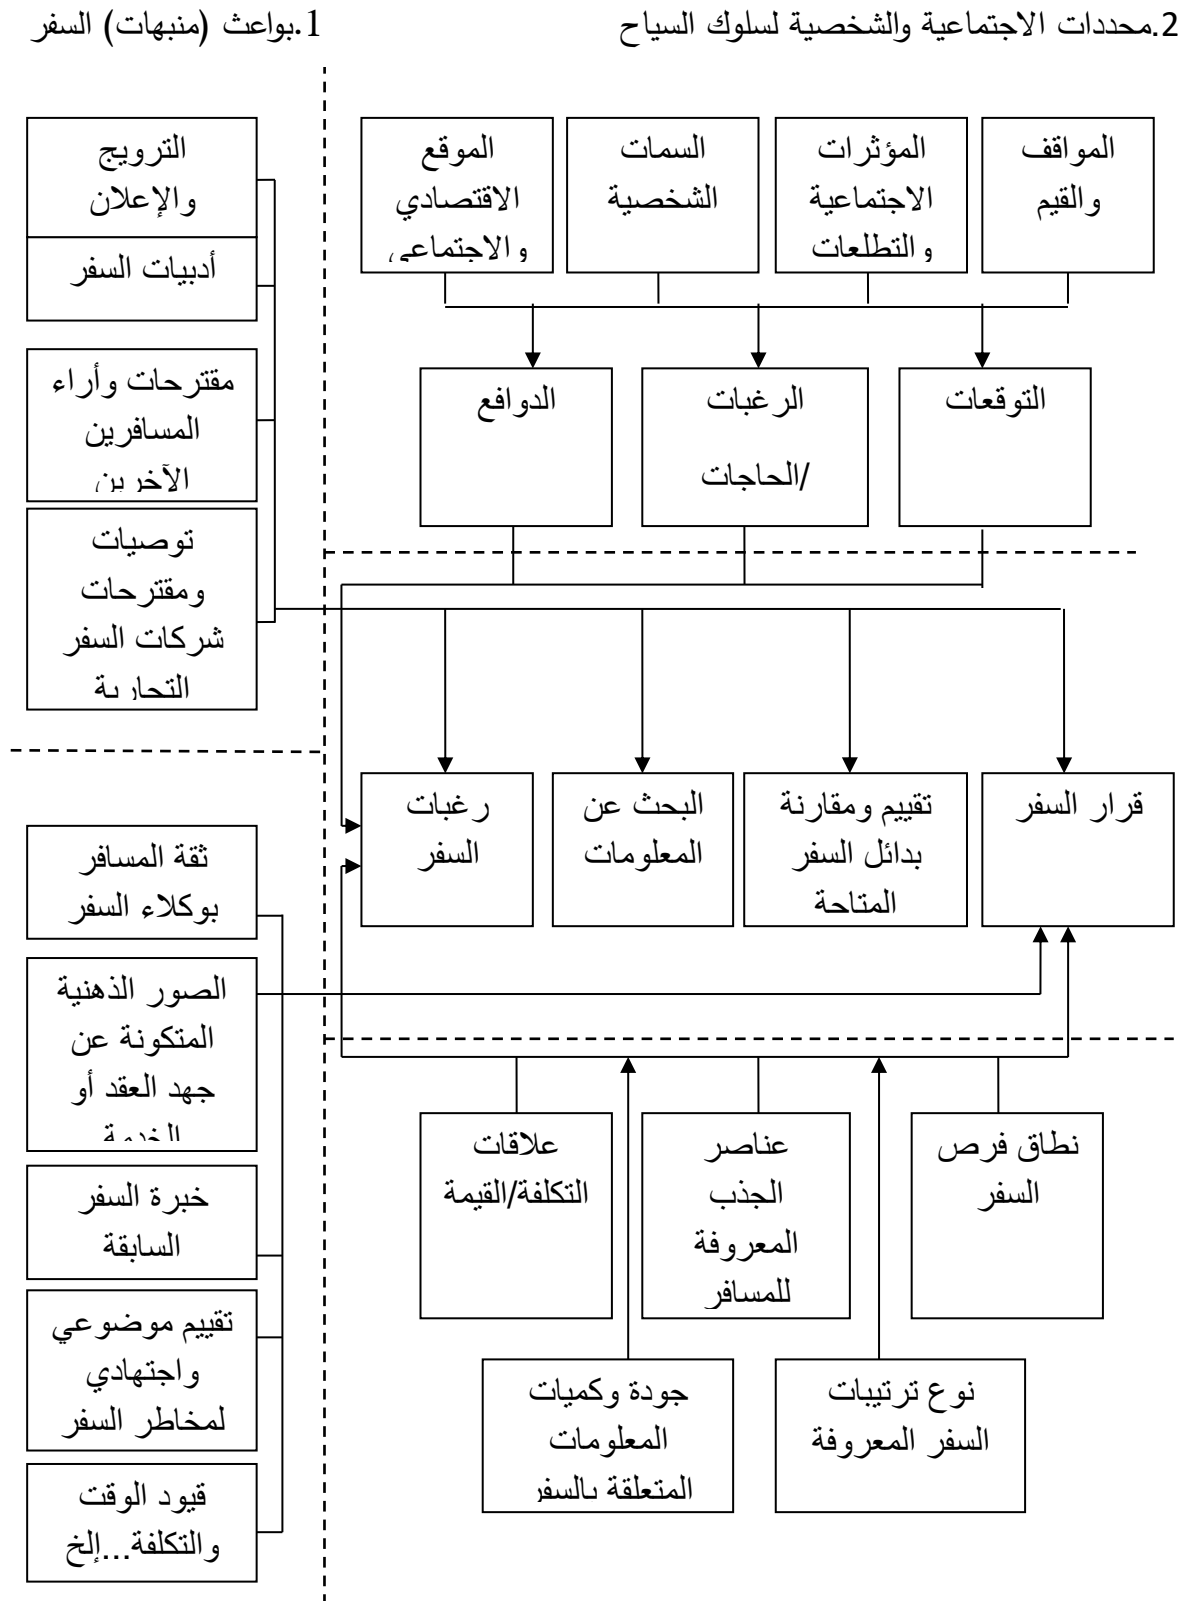 1.بواعث (منبهات) السفر
2.محددات الاجتماعية والشخصية لسلوك السياح
الترويج
والإعلان
أدبيات السفر
مقترحات وأراء
المسافرين
الآخرين
توصيات
ومقترحات
شركات السفر
التجارية
المواقف
والقيم
المؤثرات
الاجتماعية
والتطلعات
السمات
الشخصية
الموقع
الاقتصادي
والاجتماعي
التوقعات
الرغبات
/الحاجات
الدوافع
رغبات
السفر
البحث عن
المعلومات
تقييم ومقارنة
بدائل السفر
المتاحة
قرار السفر
ثقة المسافر
بوكلاء السفر
الصور الذهنية
المتكونة عن
جهد العقد أو
الخدمة
خبرة السفر
السابقة
تقييم موضوعي
واجتهادي
لمخاطر السفر
قيود الوقت
والتكلفة...إلخ
نطاق فرص
السفر
عناصر
الجذب
المعروفة
للمسافر
علاقات
التكلفة/القيمة
نوع ترتيبات
السفر المعروفة
جودة وكميات
المعلومات
المتعلقة بالسفر